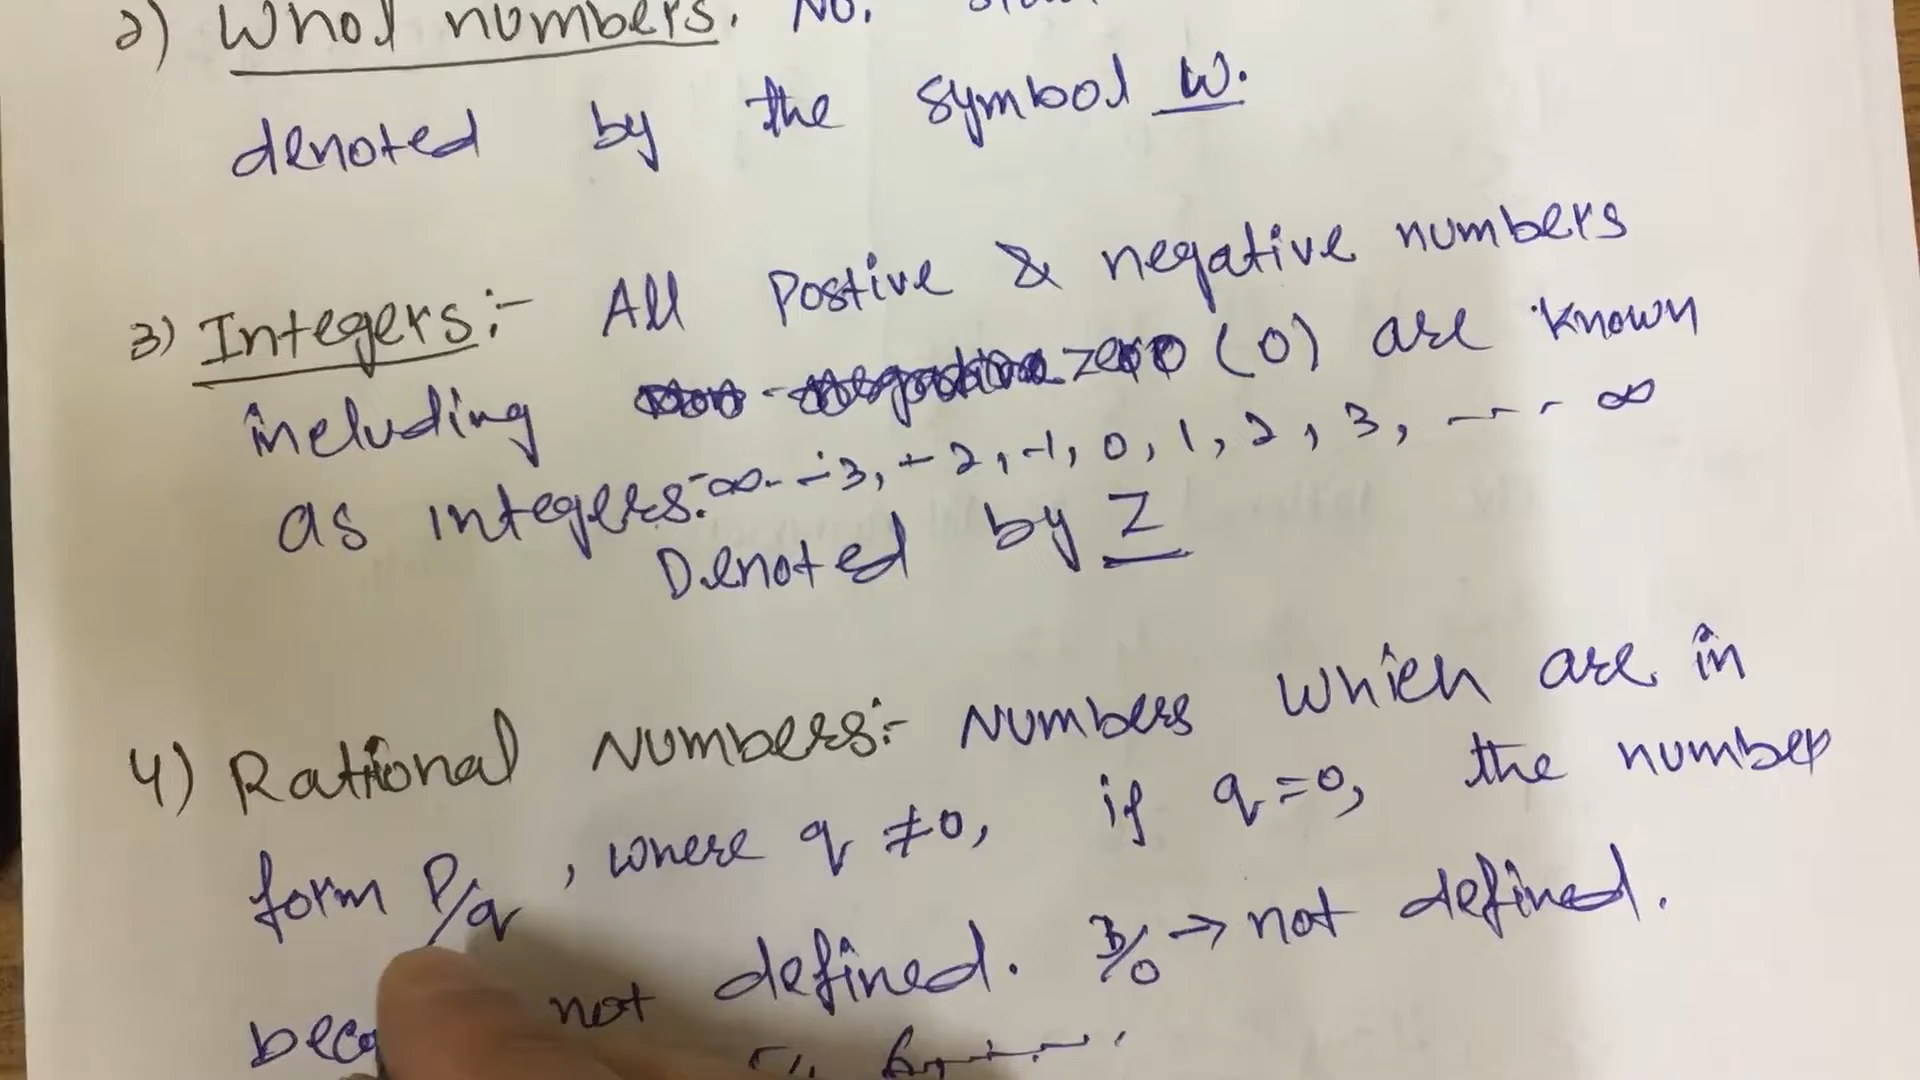 2) Whol numbers. No.
denoted by the symbol W.
3) Integers:- All Postive & negative numbers
including zero (0) are known
as integers. -∞ - -3, -2, -1, 0, 1, 2, 3, ---- ∞
Denoted by Z
4) Rational Numbers:- Numbers which are in
form P/q, where q ≠0, if q=0, the number
not defined. 3/0 → not defined.